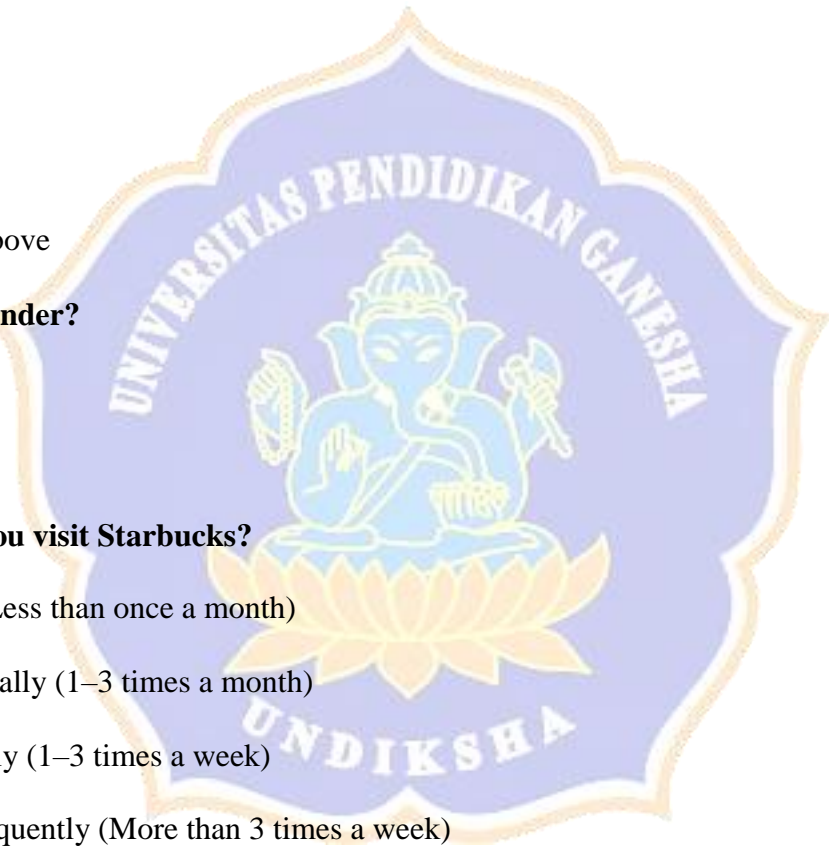 UNIVERSITAS PENDIDIKAN GANESHA
ove
nder?
ou visit Starbucks?
Less than once a month)
ally (1–3 times a month)
y (1–3 times a week)
quently (More than 3 times a week)
UNDIKSHA